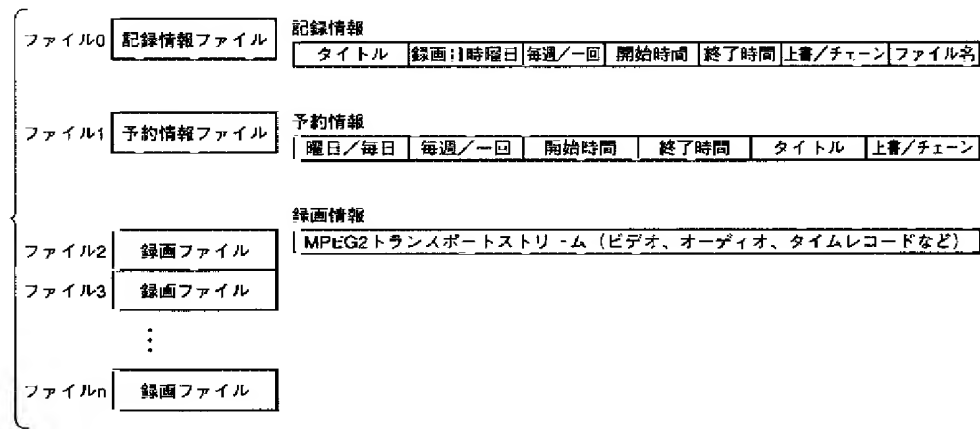 記録情報
ファイル0 記録情報ファイル タイトル 録画日時曜日 毎週／一回 開始時間 終了時間 上書／チェーン ファイル名
予約情報
ファイル1 予約情報ファイル 曜日／毎日 毎週／一回 開始時間 終了時間 タイトル 上書／チェーン
録画情報
ファイル2 録画ファイル MPEG2トランスポートストリーム（ビデオ、オーディオ、タイムレコードなど）
ファイル3 録画ファイル
⋮
ファイルn 録画ファイル